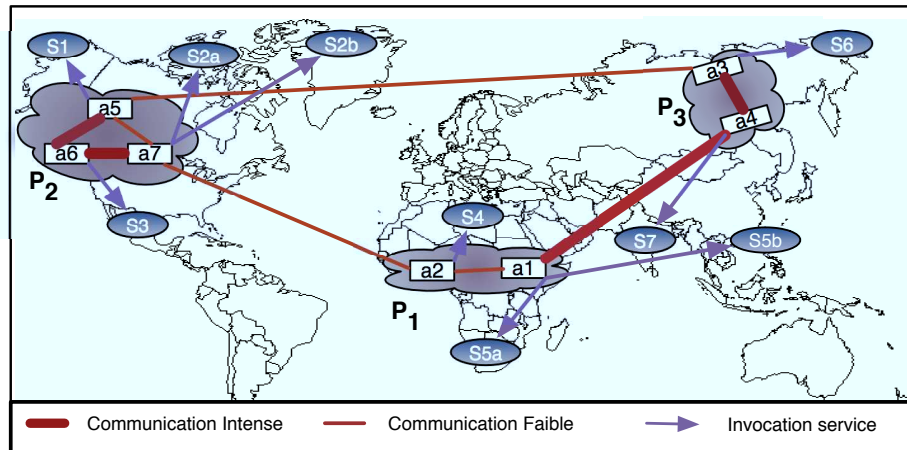 S1
S2a
S2b
S6
a3
a5
P3
a4
a6
a7
P2
S3
S4
S7
S5b
a2
a1
P1
S5a
Communication Intense
Communication Faible
Invocation service